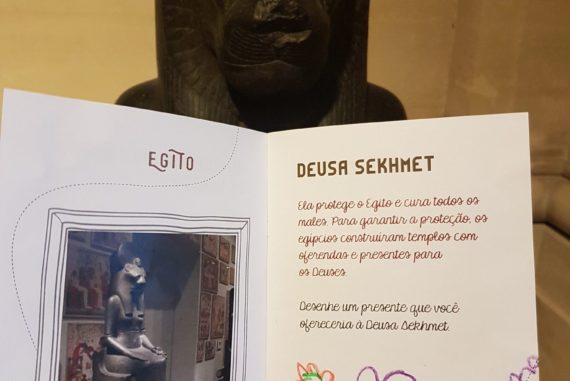 EGITO
DEUSA SEKHMET
Ela protege o Egito e cura todos os
males. Para garantir a proteção, os
egípcios construíram templos com
oferendas e presentes para
os Deuses.
Desenhe um presente que você
ofereceria à Deusa Sekhmet.